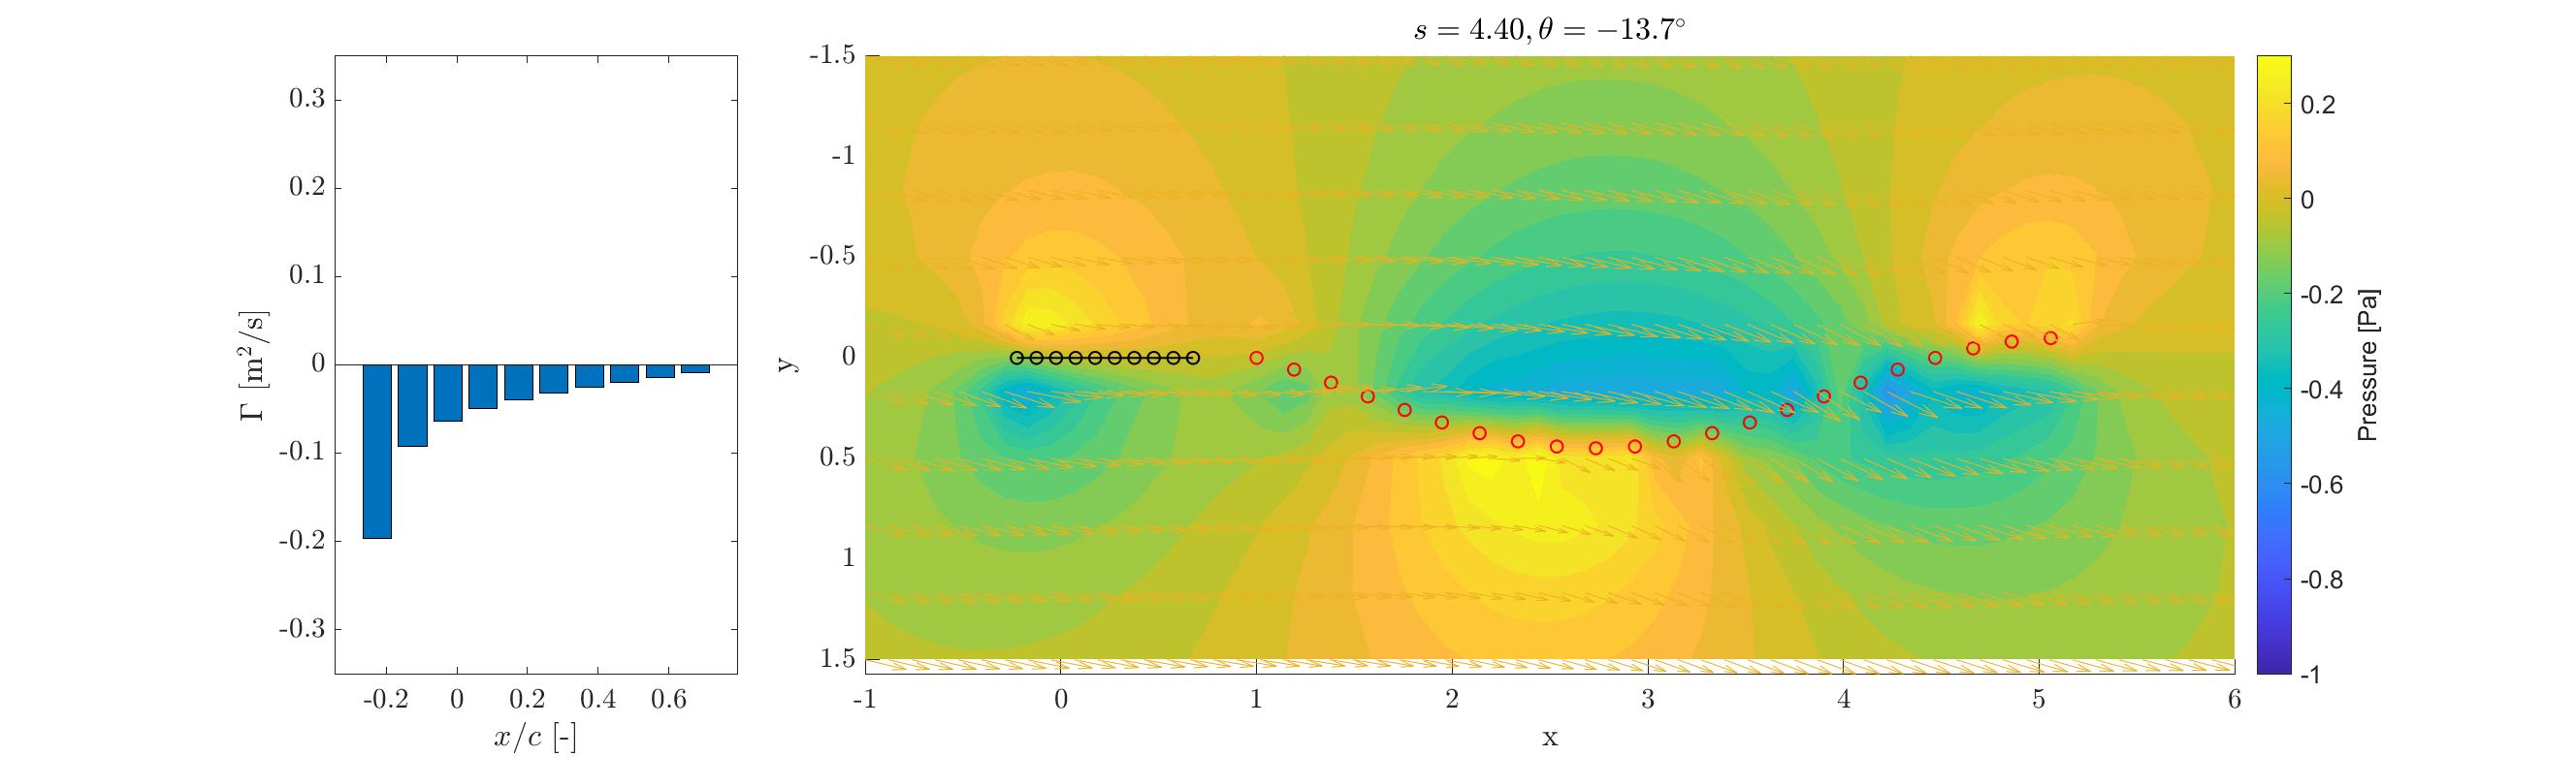 s = 4.40, θ = −13.7°
0.3
0.2
0.1
0
-0.1
-0.2
-0.3
Γ [m²/s]
-0.2 0 0.2 0.4 0.6
x/c [-]
-1.5
-1
-0.5
0
0.5
1
1.5
y
-1 0 1 2 3 4 5 6
x
0.2
0
-0.2
-0.4
-0.6
-0.8
-1
Pressure [Pa]